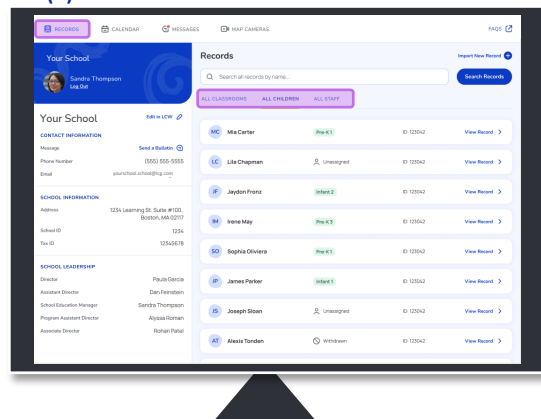 RECORDS
CALENDAR
MESSAGES
MAP CAMERAS
FAQS
Your School
Sandra Thompson
Log Out
Your School
Edit in LCW
CONTACT INFORMATION
Message Send a Bulletin
Phone Number (555) 555-5555
Email yourschool.school@lcg.com
SCHOOL INFORMATION
Address 1234 Learning St. Suite #100,
Boston, MA 02117
School ID 1234
Tax ID 12345678
SCHOOL LEADERSHIP
Director Paula Garcia
Assistant Director Dan Feinstein
School Education Manager Sandra Thompson
Program Assistant Director Alyssa Roman
Associate Director Rohan Patel
Records
Import New Record
Search all records by name...
Search Records
ALL CLASSROOMS ALL CHILDREN ALL STAFF
MC Mia Carter Pre-K 1 ID: 123042 View Record
LC Lila Chapman Unassigned ID: 123042 View Record
JF Jaydon Fronz Infant 2 ID: 123042 View Record
IM Irene May Pre-K 3 ID: 123042 View Record
SO Sophia Oliviera Pre-K 1 ID: 123042 View Record
JP James Parker Infant 1 ID: 123042 View Record
JS Joseph Sloan Unassigned ID: 123042 View Record
AT Alexis Tonden Withdrawn ID: 123042 View Record